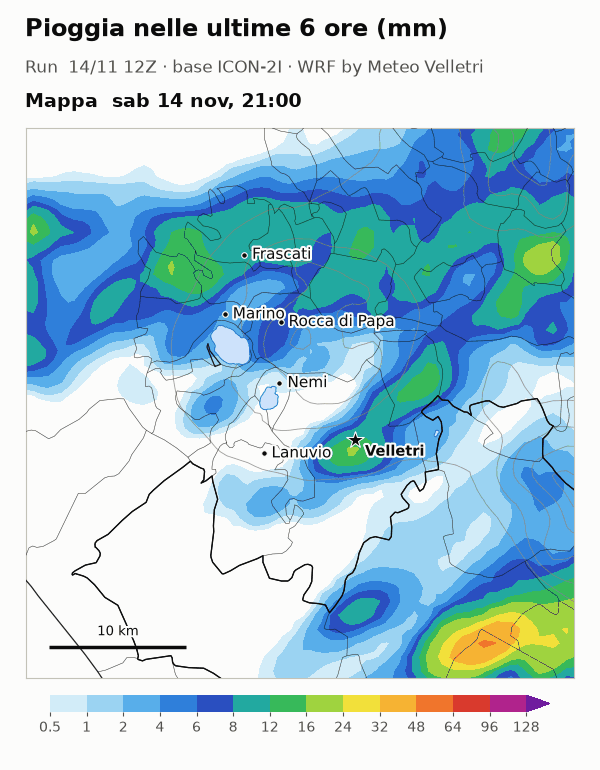 Pioggia nelle ultime 6 ore (mm)
Run 14/11 12Z · base ICON-2I · WRF by Meteo Velletri
Mappa sab 14 nov, 21:00
Frascati
Marino
Rocca di Papa
Nemi
Velletri
Lanuvio
10 km
0.5 1 2 4 6 8 12 16 24 32 48 64 96 128